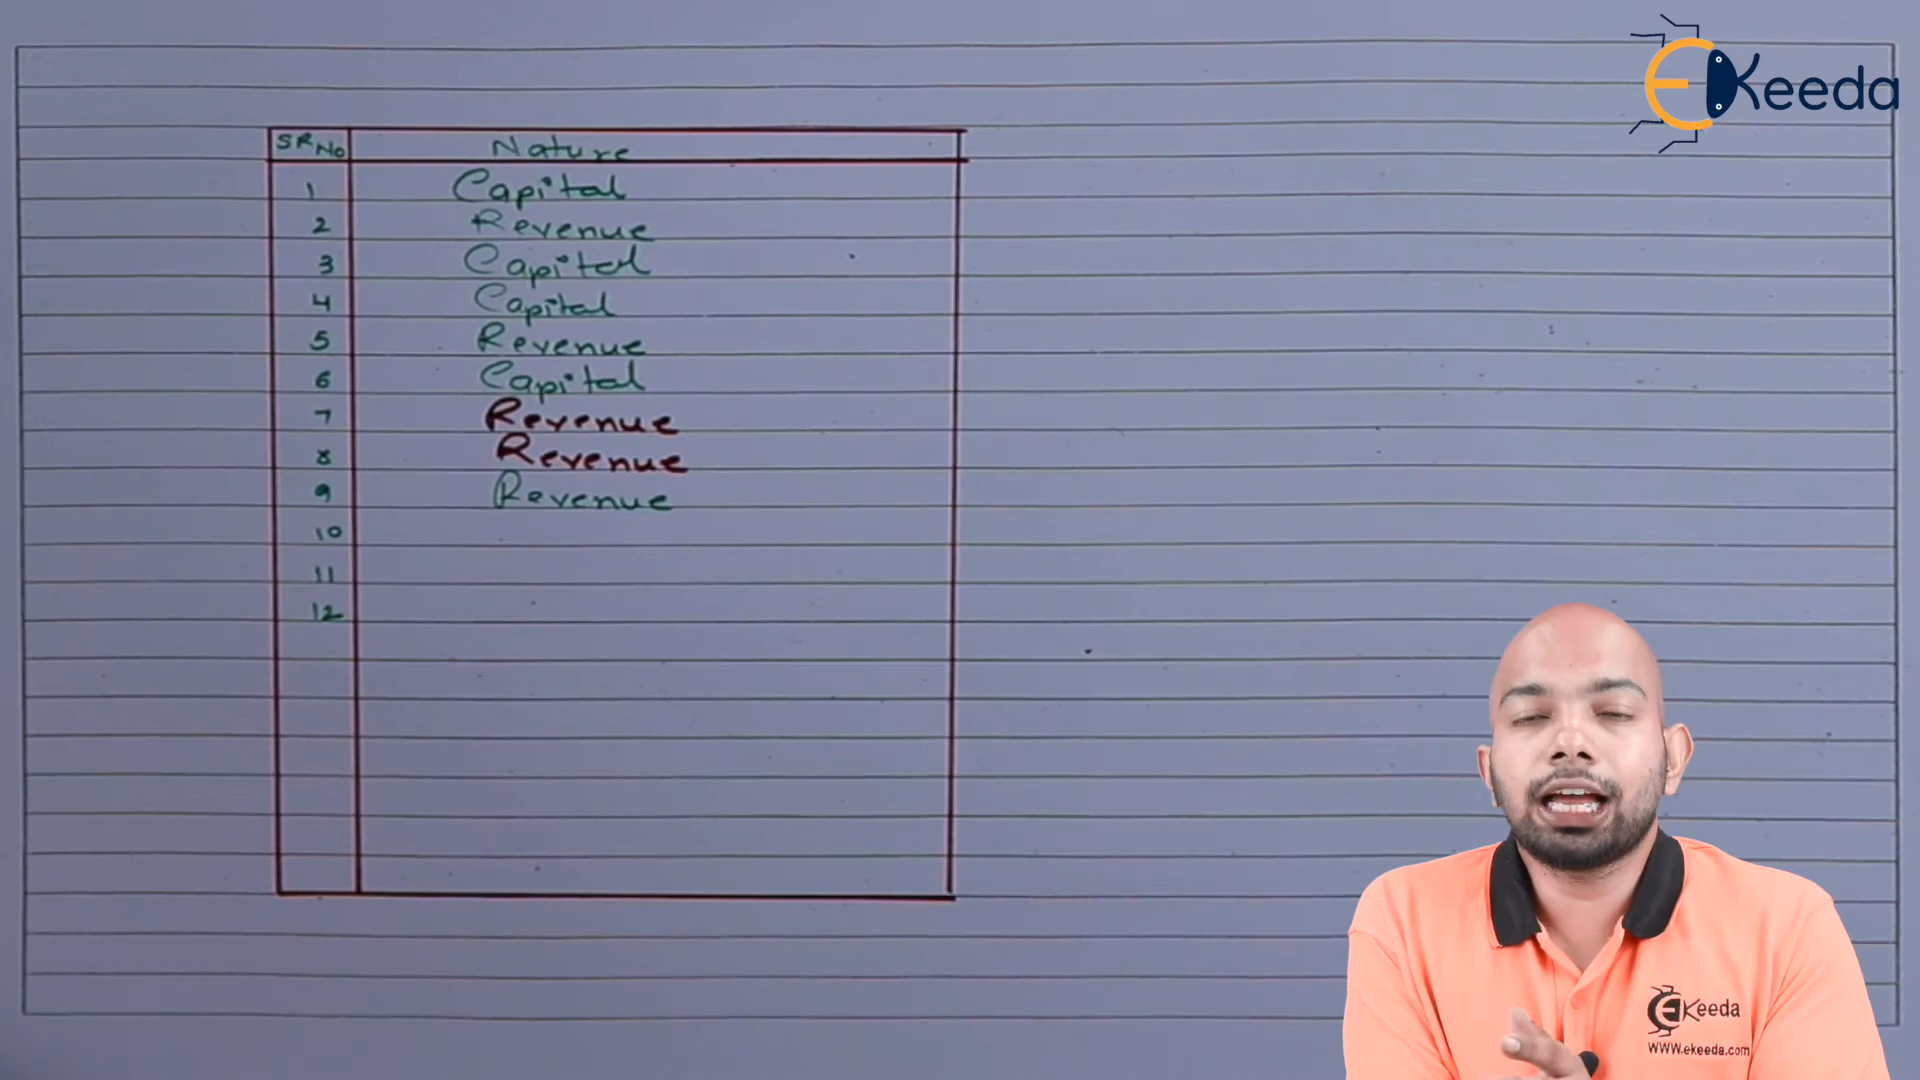 EKeeda
SR No Nature
1 Capital
2 Revenue
3 Capital
4 Capital
5 Revenue
6 Capital
7 Revenue
8 Revenue
9 Revenue
10
11
12
EKeeda
WWW.ekeeda.com